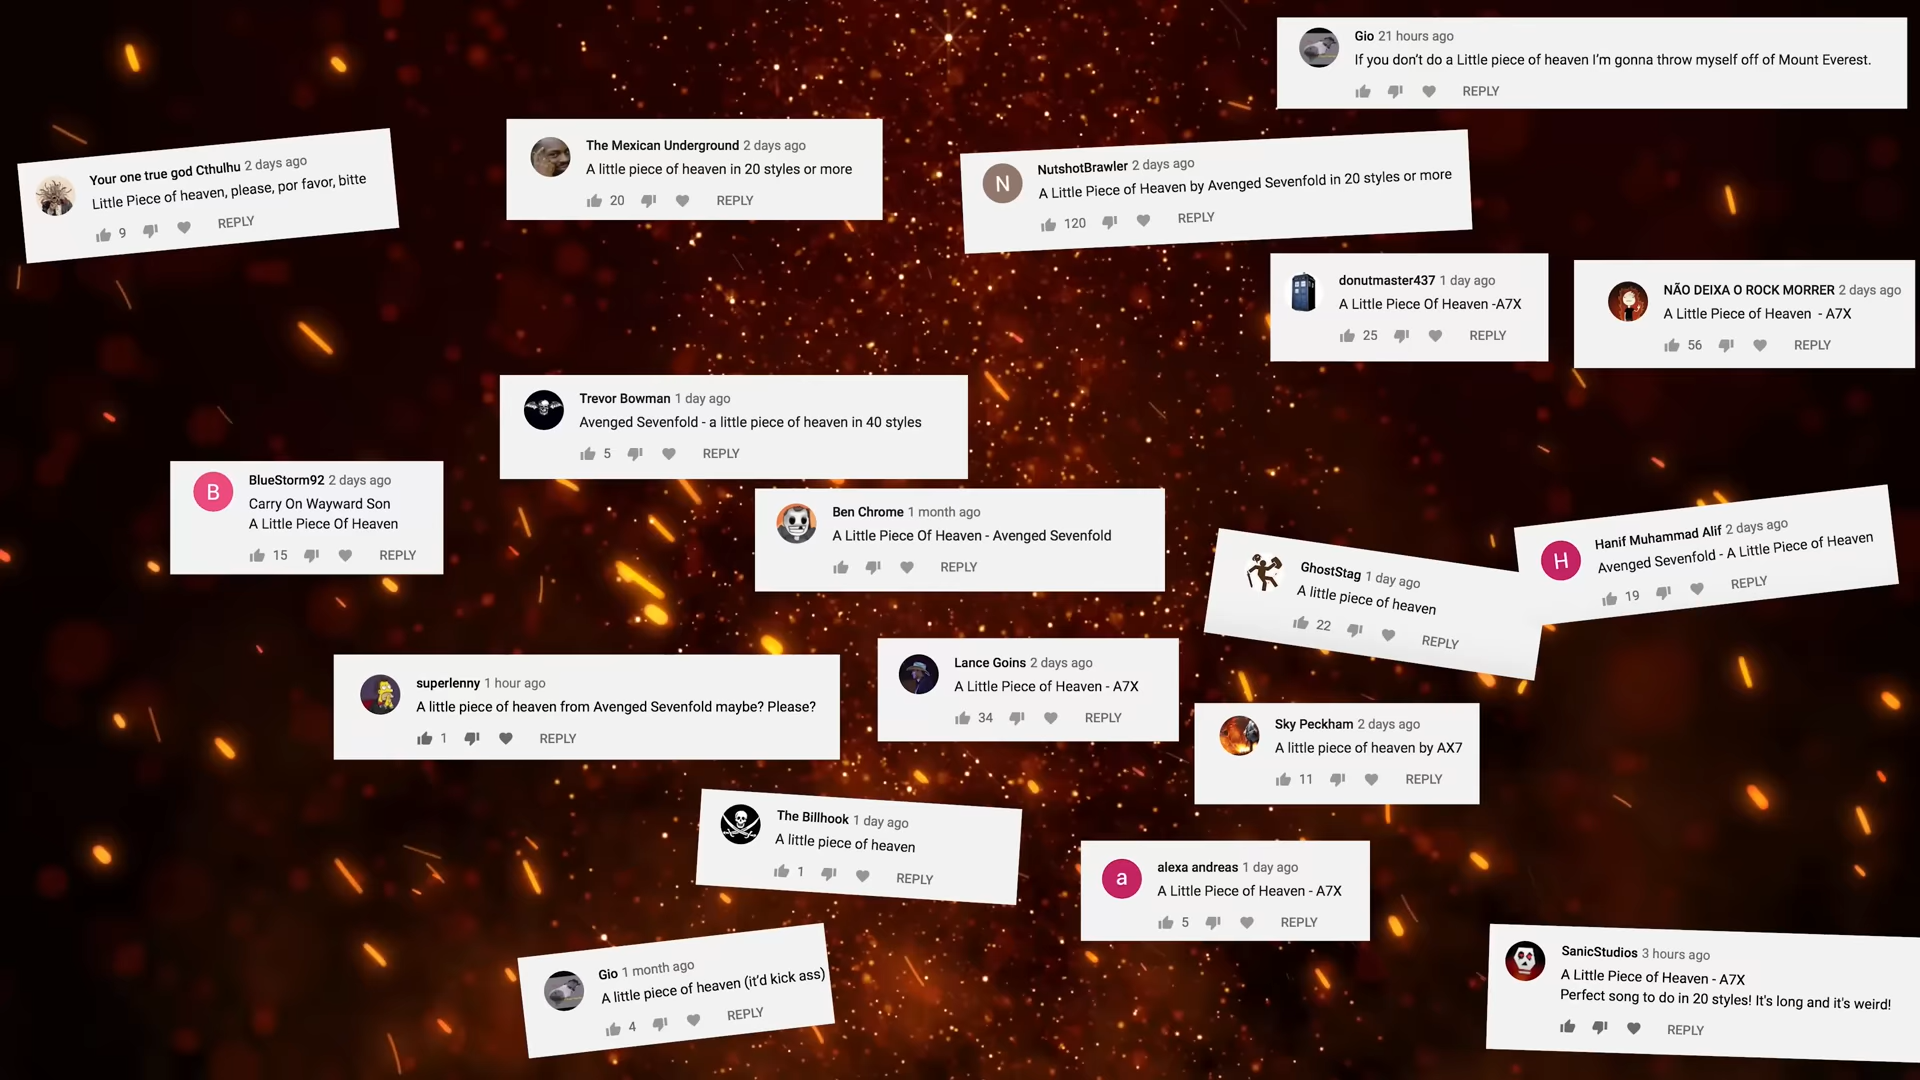 Gio 21 hours ago
If you don't do a Little piece of heaven I'm gonna throw myself off of Mount Everest.
REPLY
Your one true god Cthulhu 2 days ago
Little Piece of heaven, please, por favor, bitte
9 REPLY
The Mexican Underground 2 days ago
A little piece of heaven in 20 styles or more
20 REPLY
N
NutshotBrawler 2 days ago
A Little Piece of Heaven by Avenged Sevenfold in 20 styles or more
120 REPLY
donutmaster437 1 day ago
A Little Piece Of Heaven -A7X
25 REPLY
NÃO DEIXA O ROCK MORRER 2 days ago
A Little Piece of Heaven - A7X
56 REPLY
Trevor Bowman 1 day ago
Avenged Sevenfold - a little piece of heaven in 40 styles
5 REPLY
B
BlueStorm92 2 days ago
Carry On Wayward Son
A Little Piece Of Heaven
15 REPLY
Ben Chrome 1 month ago
A Little Piece Of Heaven - Avenged Sevenfold
REPLY
GhostStag 1 day ago
A little piece of heaven
22 REPLY
H
Hanif Muhammad Alif 2 days ago
Avenged Sevenfold - A Little Piece of Heaven
19 REPLY
superlenny 1 hour ago
A little piece of heaven from Avenged Sevenfold maybe? Please?
1 REPLY
Lance Goins 2 days ago
A Little Piece of Heaven - A7X
34 REPLY
Sky Peckham 2 days ago
A little piece of heaven by AX7
11 REPLY
The Billhook 1 day ago
A little piece of heaven
1 REPLY
a
alexa andreas 1 day ago
A Little Piece of Heaven - A7X
5 REPLY
Gio 1 month ago
A little piece of heaven (it'd kick ass)
4 REPLY
SanicStudios 3 hours ago
A Little Piece of Heaven - A7X
Perfect song to do in 20 styles! It's long and it's weird!
REPLY